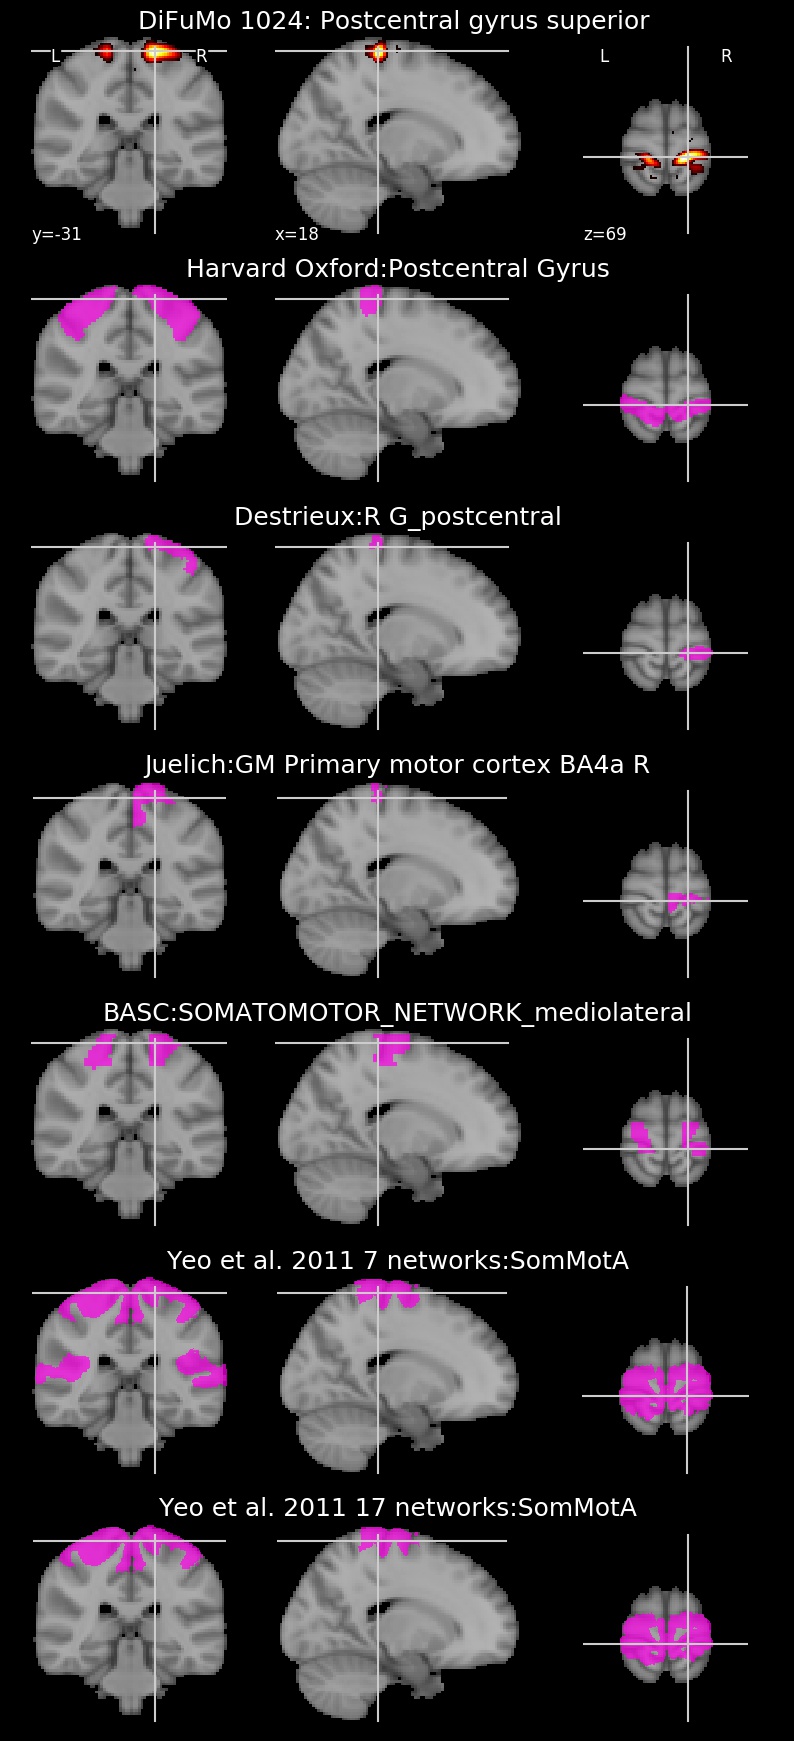 DiFuMo 1024: Postcentral gyrus superior
L R L R
y=-31 x=18 z=69
Harvard Oxford:Postcentral Gyrus
Destrieux:R G_postcentral
Juelich:GM Primary motor cortex BA4a R
BASC:SOMATOMOTOR_NETWORK_mediolateral
Yeo et al. 2011 7 networks:SomMotA
Yeo et al. 2011 17 networks:SomMotA